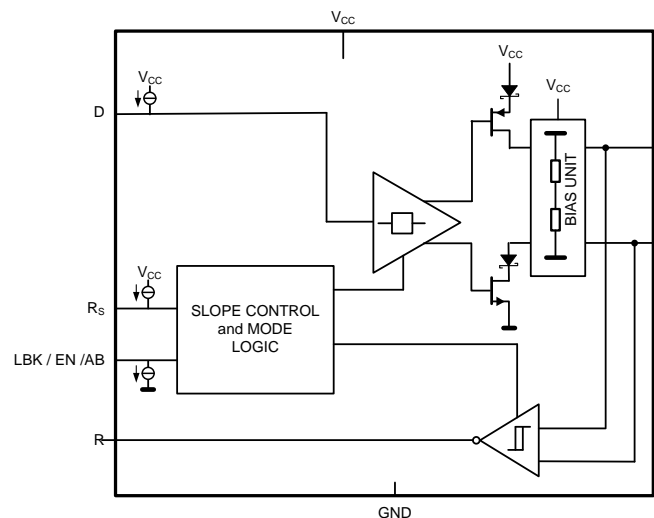 VCC
VCC
VCC
VCC
D
BIAS UNIT
VCC
RS
SLOPE CONTROL
and MODE
LOGIC
LBK / EN /AB
R
GND